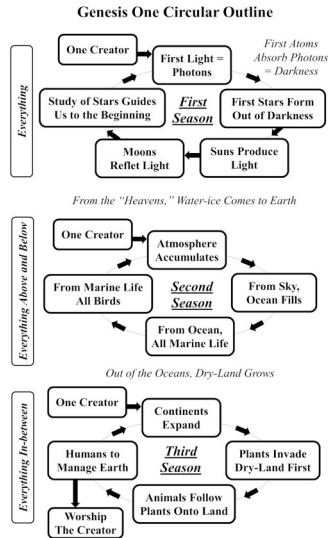 Genesis One Circular Outline
Everything
One Creator
First Light =
Photons
First Atoms
Absorb Photons
= Darkness
Study of Stars Guides
Us to the Beginning
First
Season
First Stars Form
Out of Darkness
Moons
Reflet Light
Suns Produce
Light
From the “Heavens,” Water-ice Comes to Earth
Everything Above and Below
One Creator
Atmosphere
Accumulates
From Marine Life
All Birds
Second
Season
From Sky,
Ocean Fills
From Ocean,
All Marine Life
Out of the Oceans, Dry-Land Grows
Everything In-between
One Creator
Continents
Expand
Humans to
Manage Earth
Third
Season
Plants Invade
Dry-Land First
Animals Follow
Plants Onto Land
Worship
The Creator